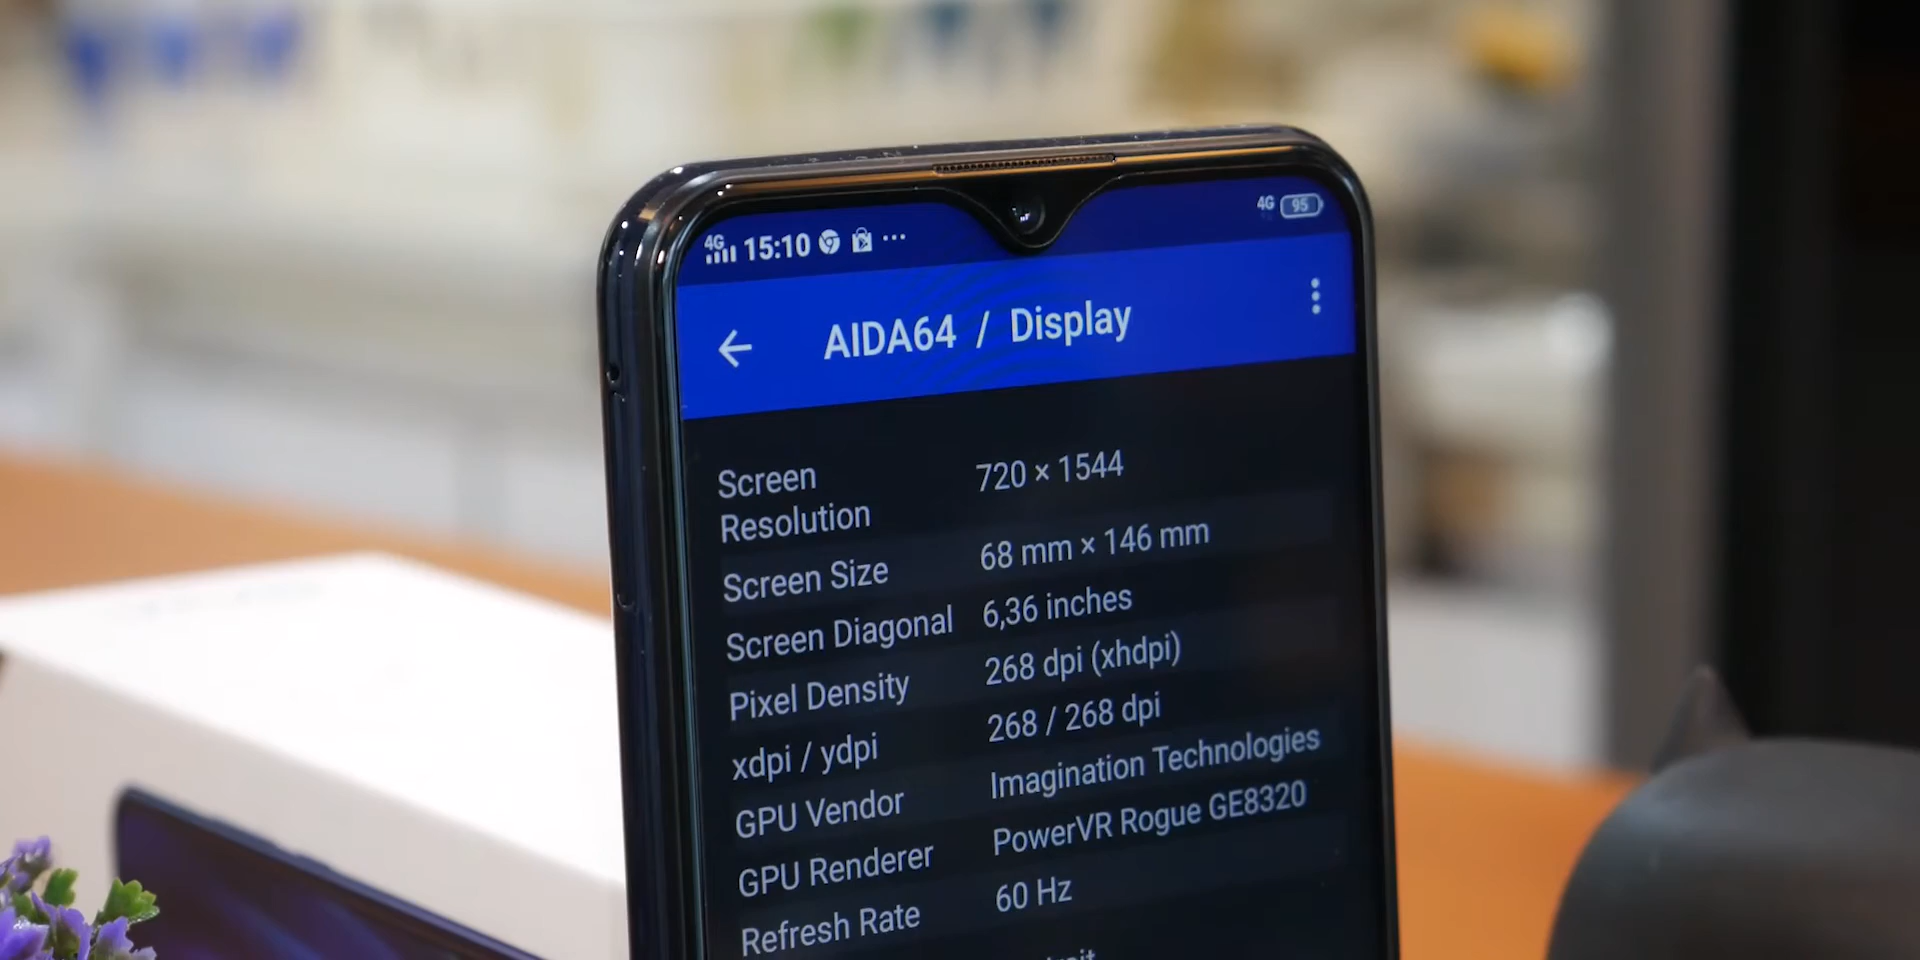 4G 15:10 ... 4G 95
AIDA64 / Display
Screen Resolution 720 × 1544
Screen Size 68 mm × 146 mm
Screen Diagonal 6,36 inches
Pixel Density 268 dpi (xhdpi)
xdpi / ydpi 268 / 268 dpi
GPU Vendor Imagination Technologies
GPU Renderer PowerVR Rogue GE8320
Refresh Rate 60 Hz